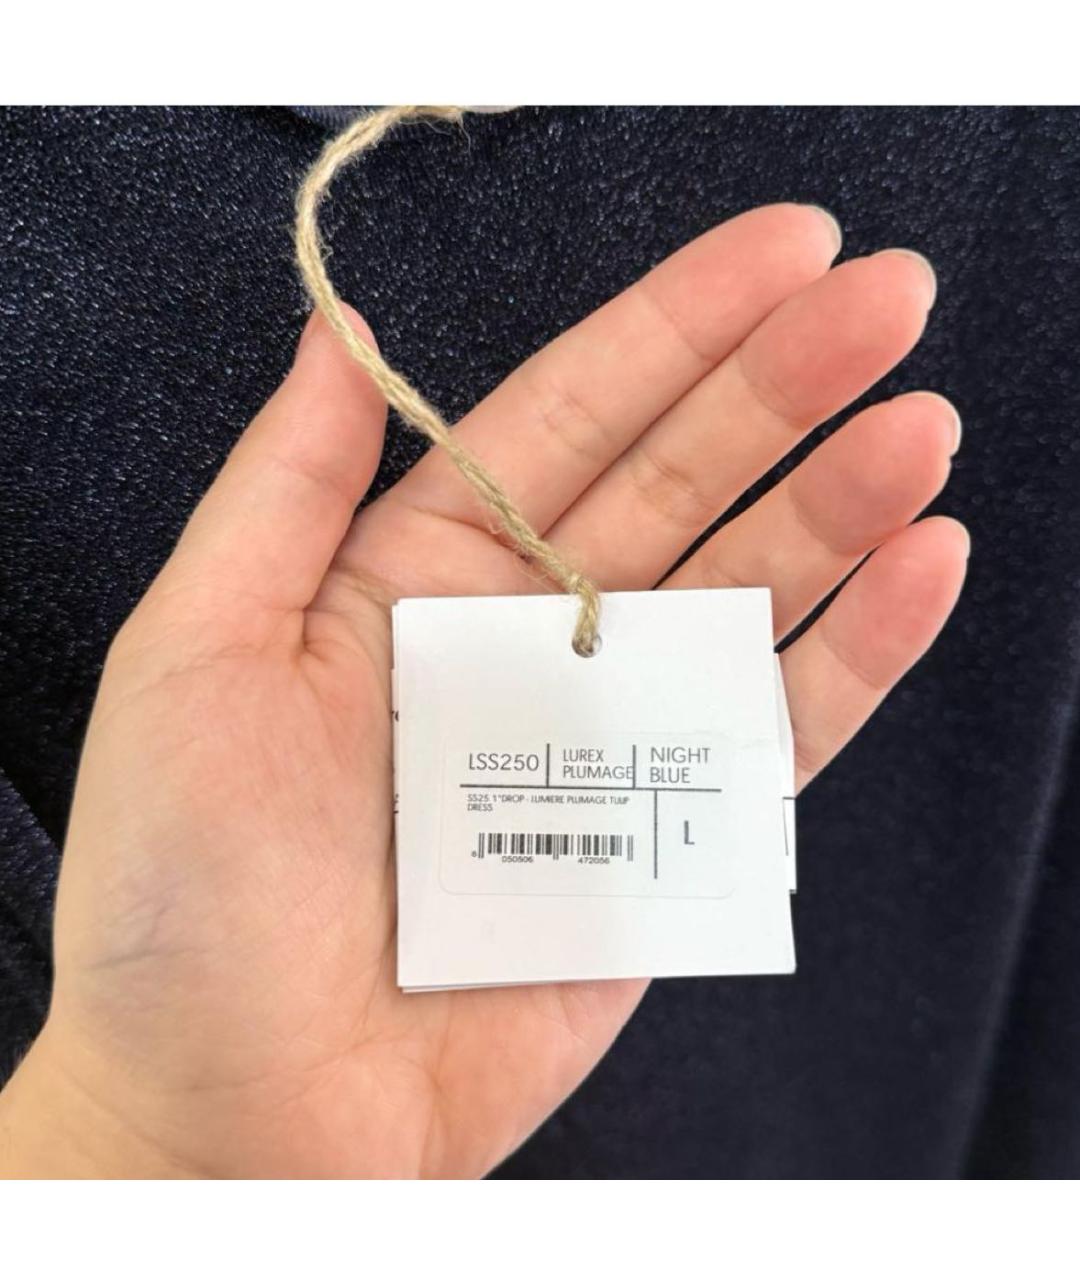 LSS250
LUREX
PLUMAGE
NIGHT
BLUE
SS25 1°DROP - LUMIERE PLUMAGE TULIP
DRESS
L
8 050506 472056